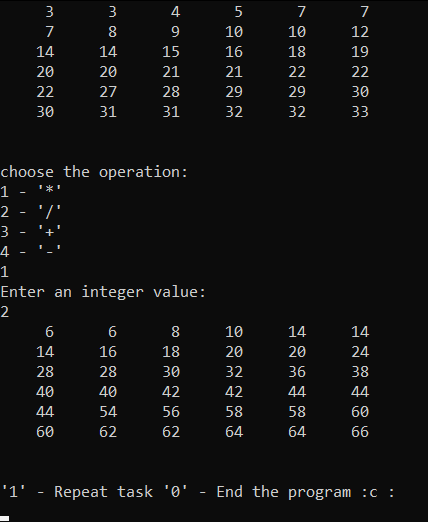 3 3 4 5 7 7
7 8 9 10 10 12
14 14 15 16 18 19
20 20 21 21 22 22
22 27 28 29 29 30
30 31 31 32 32 33
choose the operation:
1 - '*'
2 - '/'
3 - '+'
4 - '-'
1
Enter an integer value:
2
6 6 8 10 14 14
14 16 18 20 20 24
28 28 30 32 36 38
40 40 42 42 44 44
44 54 56 58 58 60
60 62 62 64 64 66
'1' - Repeat task '0' - End the program :c :